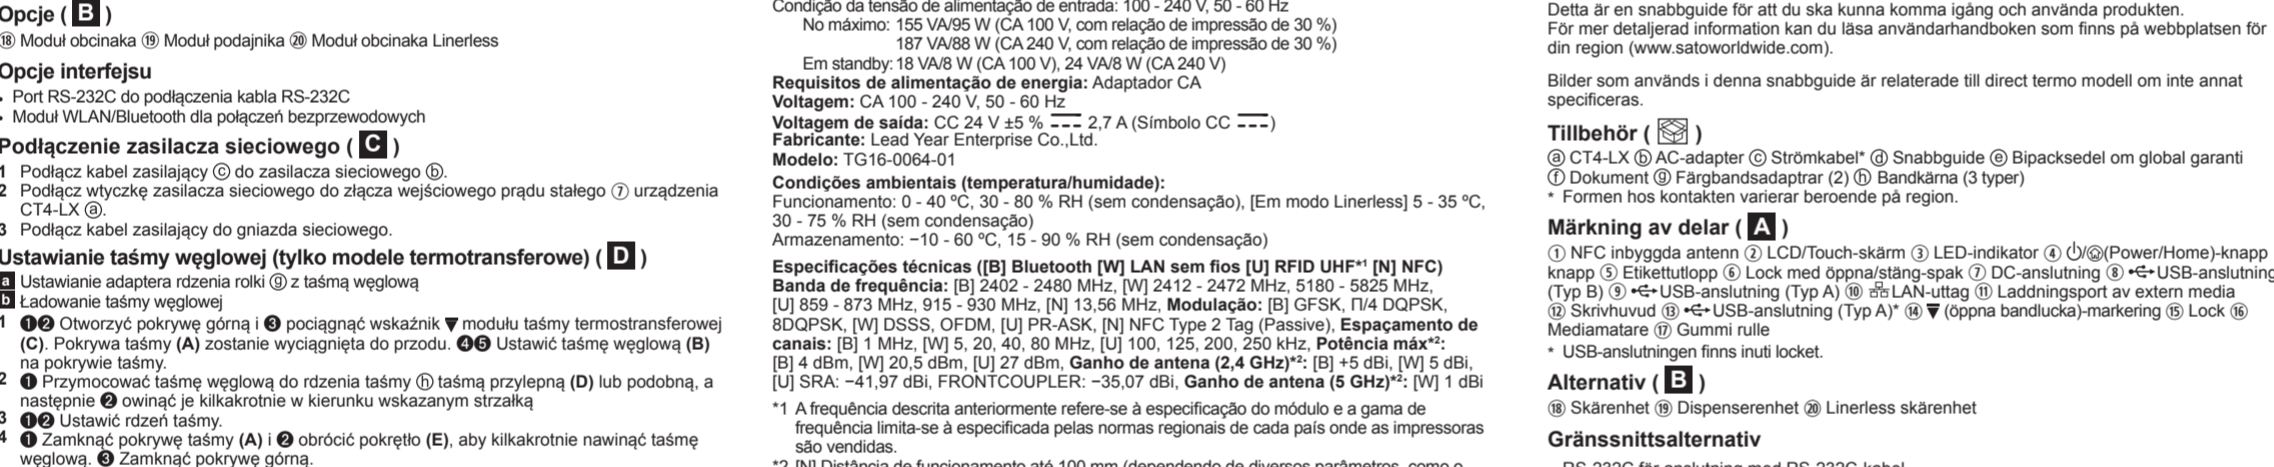 Opcje ( B )
⑱ Moduł obcinaka ⑲ Moduł podajnika ⑳ Moduł obcinaka Linerless
Opcje interfejsu
• Port RS-232C do podłączenia kabla RS-232C
• Moduł WLAN/Bluetooth dla połączeń bezprzewodowych
Podłączenie zasilacza sieciowego ( C )
1 Podłącz kabel zasilający ⓒ do zasilacza sieciowego ⓑ.
2 Podłącz wtyczkę zasilacza sieciowego do złącza wejściowego prądu stałego ⑦ urządzenia
CT4-LX ⓐ.
3 Podłącz kabel zasilający do gniazda sieciowego.
Ustawianie taśmy węglowej (tylko modele termotransferowe) ( D )
a Ustawianie adaptera rdzenia rolki ⓖ z taśmą węglową
b Ładowanie taśmy węglowej
1 ❶❷ Otworzyć pokrywę górną i ❸ pociągnąć wskaźnik ▼ modułu taśmy termostransferowej
(C). Pokrywa taśmy (A) zostanie wyciągnięta do przodu. ❹❺ Ustawić taśmę węglową (B)
na pokrywie taśmy.
2 ❶ Przymocować taśmę węglową do rdzenia taśmy ⓗ taśmą przylepną (D) lub podobną, a
następnie ❷ owinąć je kilkakrotnie w kierunku wskazanym strzałką
3 ❶❷ Ustawić rdzeń taśmy.
4 ❶ Zamknąć pokrywę taśmy (A) i ❷ obrócić pokrętło (E), aby kilkakrotnie nawinąć taśmę
węglową. ❸ Zamknąć pokrywę górną.
Condição da tensão de alimentação de entrada: 100 - 240 V, 50 - 60 Hz
No máximo: 155 VA/95 W (CA 100 V, com relação de impressão de 30 %)
187 VA/88 W (CA 240 V, com relação de impressão de 30 %)
Em standby: 18 VA/8 W (CA 100 V), 24 VA/8 W (CA 240 V)
Requisitos de alimentação de energia: Adaptador CA
Voltagem: CA 100 - 240 V, 50 - 60 Hz
Voltagem de saída: CC 24 V ±5 % ⎓ 2,7 A (Símbolo CC ⎓)
Fabricante: Lead Year Enterprise Co.,Ltd.
Modelo: TG16-0064-01
Condições ambientais (temperatura/humidade):
Funcionamento: 0 - 40 ºC, 30 - 80 % RH (sem condensação), [Em modo Linerless] 5 - 35 ºC,
30 - 75 % RH (sem condensação)
Armazenamento: −10 - 60 ºC, 15 - 90 % RH (sem condensação)
Especificações técnicas ([B] Bluetooth [W] LAN sem fios [U] RFID UHF*1 [N] NFC)
Banda de frequência: [B] 2402 - 2480 MHz, [W] 2412 - 2472 MHz, 5180 - 5825 MHz,
[U] 859 - 873 MHz, 915 - 930 MHz, [N] 13,56 MHz, Modulação: [B] GFSK, Π/4 DQPSK,
8DQPSK, [W] DSSS, OFDM, [U] PR-ASK, [N] NFC Type 2 Tag (Passive), Espaçamento de
canais: [B] 1 MHz, [W] 5, 20, 40, 80 MHz, [U] 100, 125, 200, 250 kHz, Potência máx*2:
[B] 4 dBm, [W] 20,5 dBm, [U] 27 dBm, Ganho de antena (2,4 GHz)*2: [B] +5 dBi, [W] 5 dBi,
[U] SRA: −41,97 dBi, FRONTCOUPLER: −35,07 dBi, Ganho de antena (5 GHz)*2: [W] 1 dBi
*1 A frequência descrita anteriormente refere-se à especificação do módulo e a gama de
frequência limita-se à especificada pelas normas regionais de cada país onde as impressoras
são vendidas.
*2 [N] Distância de funcionamento até 100 mm (dependendo de diversos parâmetros, como o
Detta är en snabbguide för att du ska kunna komma igång och använda produkten.
För mer detaljerad information kan du läsa användarhandboken som finns på webbplatsen för
din region (www.satoworldwide.com).
Bilder som används i denna snabbguide är relaterade till direct termo modell om inte annat
specificeras.
Tillbehör ( )
ⓐ CT4-LX ⓑ AC-adapter ⓒ Strömkabel* ⓓ Snabbguide ⓔ Bipacksedel om global garanti
ⓕ Dokument ⓖ Färgbandsadaptrar (2) ⓗ Bandkärna (3 typer)
* Formen hos kontakten varierar beroende på region.
Märkning av delar ( A )
① NFC inbyggda antenn ② LCD/Touch-skärm ③ LED-indikator ④ ⏻/(Power/Home)-knapp
knapp ⑤ Etikettutlopp ⑥ Lock med öppna/stäng-spak ⑦ DC-anslutning ⑧ USB-anslutning
(Typ B) ⑨ USB-anslutning (Typ A) ⑩ LAN-uttag ⑪ Laddningsport av extern media
⑫ Skrivhuvud ⑬ USB-anslutning (Typ A)* ⑭ ▼ (öppna bandlucka)-markering ⑮ Lock ⑯
Mediamatare ⑰ Gummi rulle
* USB-anslutningen finns inuti locket.
Alternativ ( B )
⑱ Skärenhet ⑲ Dispenserenhet ⑳ Linerless skärenhet
Gränssnittsalternativ
RS-232C för anslutning med RS-232C-kabel